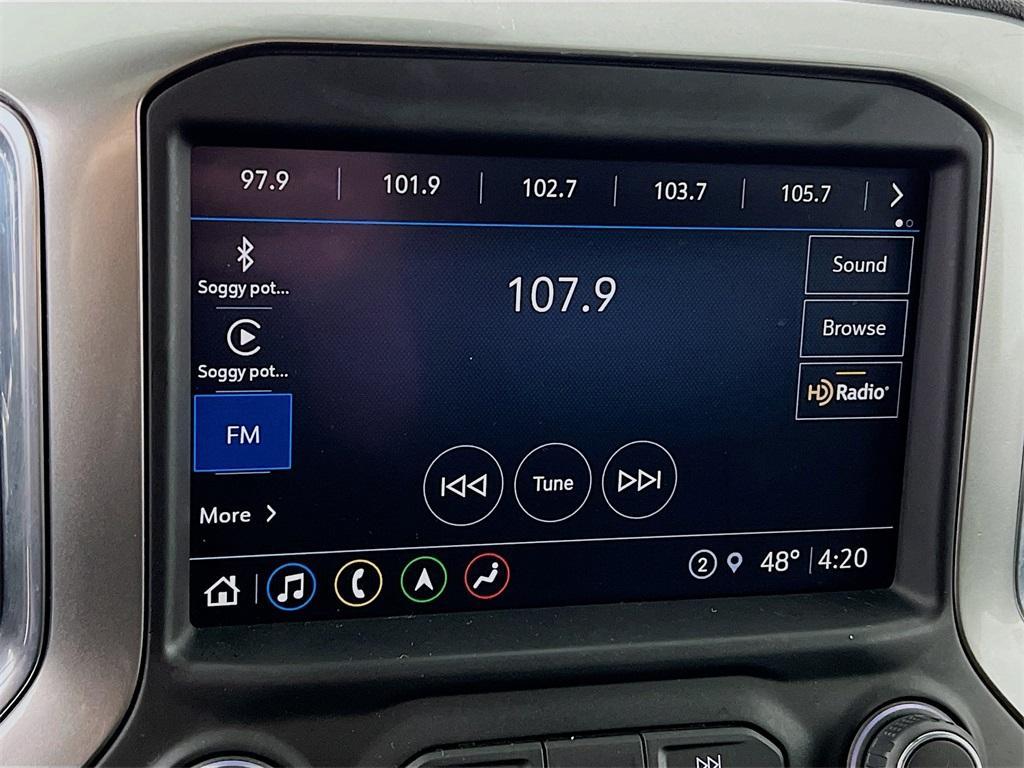 97.9 101.9 102.7 103.7 105.7
Soggy pot...
107.9
Sound
Soggy pot...
Browse
HD Radio®
FM
Tune
More
2 48° 4:20